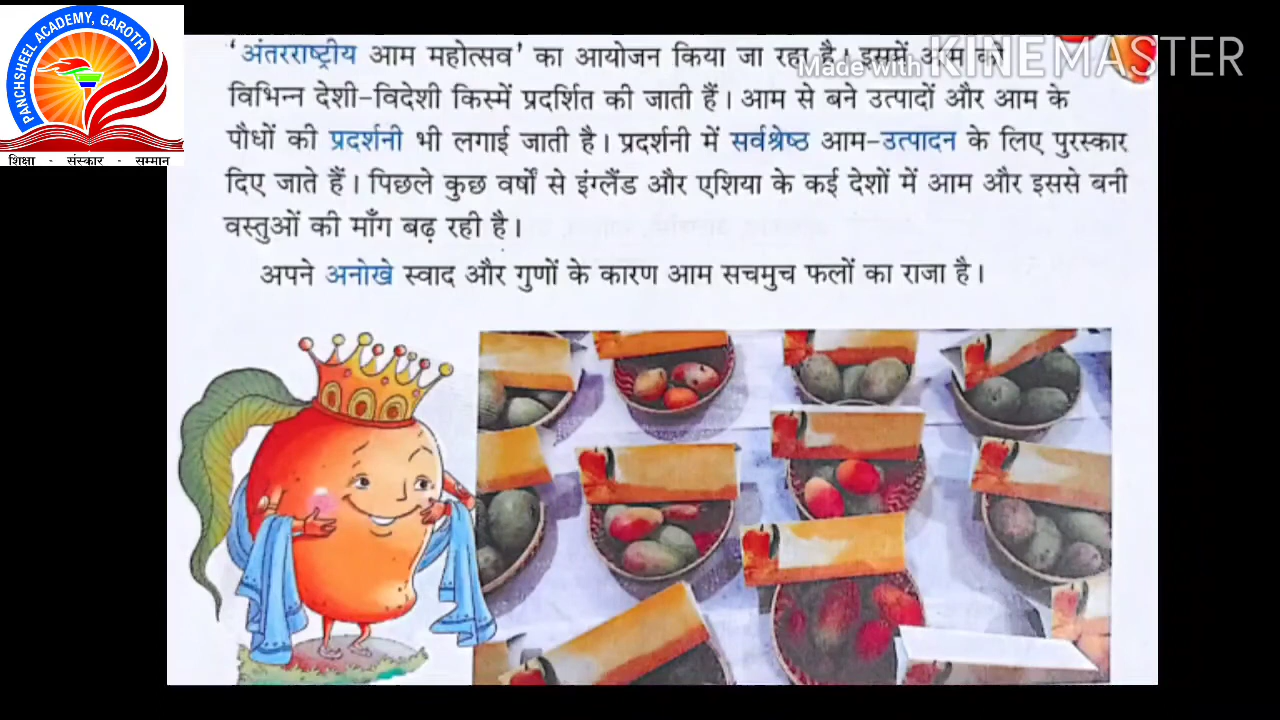 PANCHSHEEL ACADEMY, GAROTH
शिक्षा - संस्कार - सम्मान
Made with KINEMASTER
‘अंतरराष्ट्रीय आम महोत्सव’ का आयोजन किया जा रहा है। इसमें आम की
विभिन्न देशी-विदेशी किस्में प्रदर्शित की जाती हैं। आम से बने उत्पादों और आम के
पौधों की प्रदर्शनी भी लगाई जाती है। प्रदर्शनी में सर्वश्रेष्ठ आम-उत्पादन के लिए पुरस्कार
दिए जाते हैं। पिछले कुछ वर्षों से इंग्लैंड और एशिया के कई देशों में आम और इससे बनी
वस्तुओं की माँग बढ़ रही है।
अपने अनोखे स्वाद और गुणों के कारण आम सचमुच फलों का राजा है।